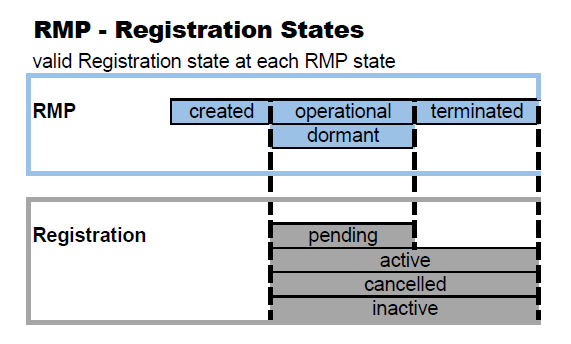 RMP - Registration States
valid Registration state at each RMP state
RMP created operational terminated
dormant
Registration pending
active
cancelled
inactive